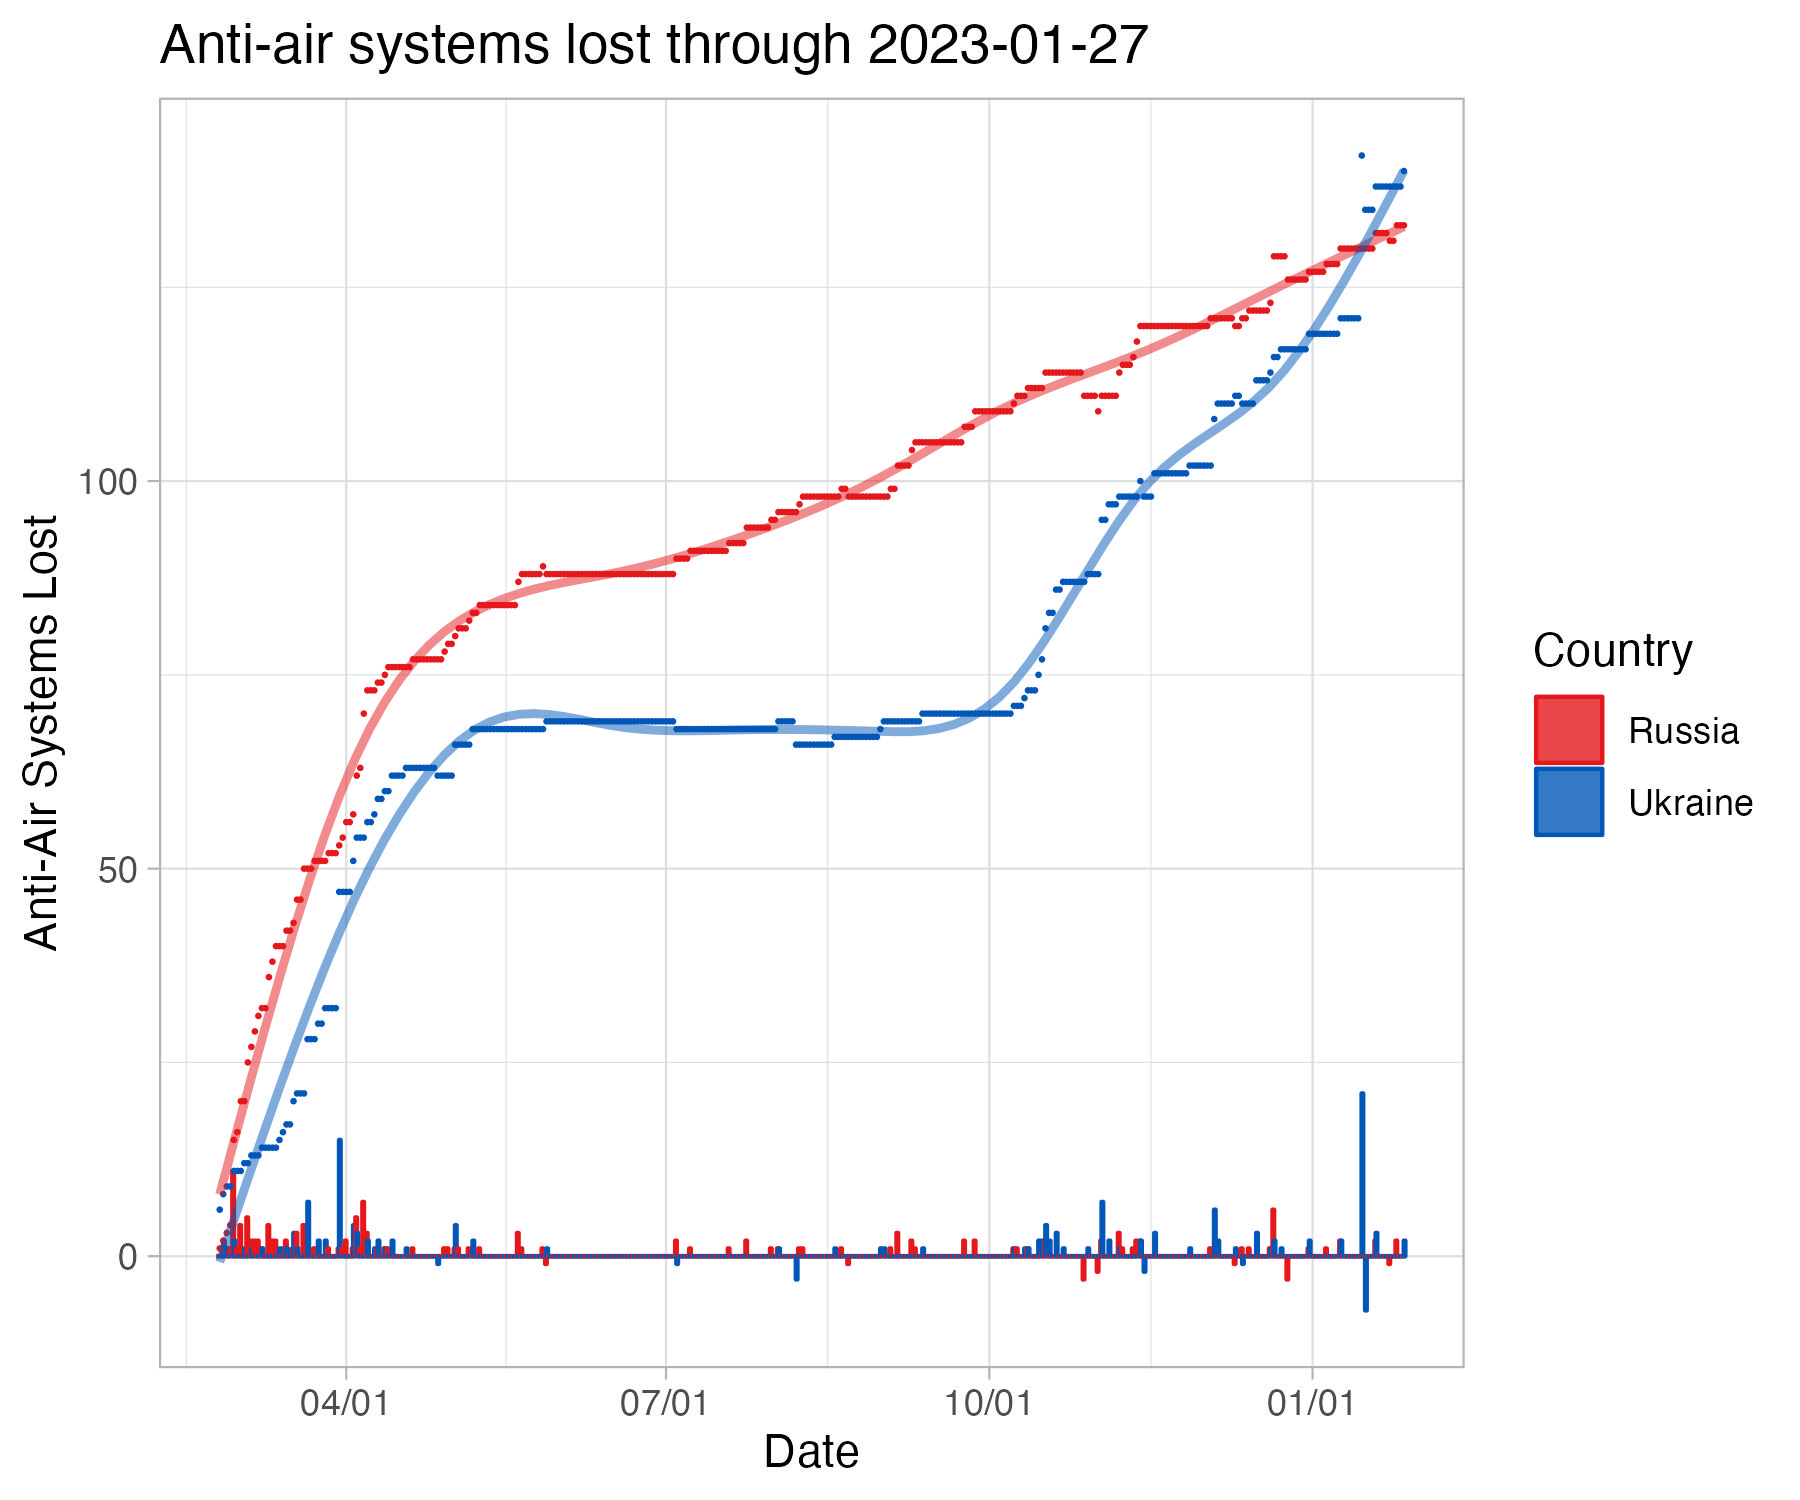 Anti-air systems lost through 2023-01-27
Anti-Air Systems Lost
100
50
0
04/01
07/01
10/01
01/01
Date
Country
Russia
Ukraine